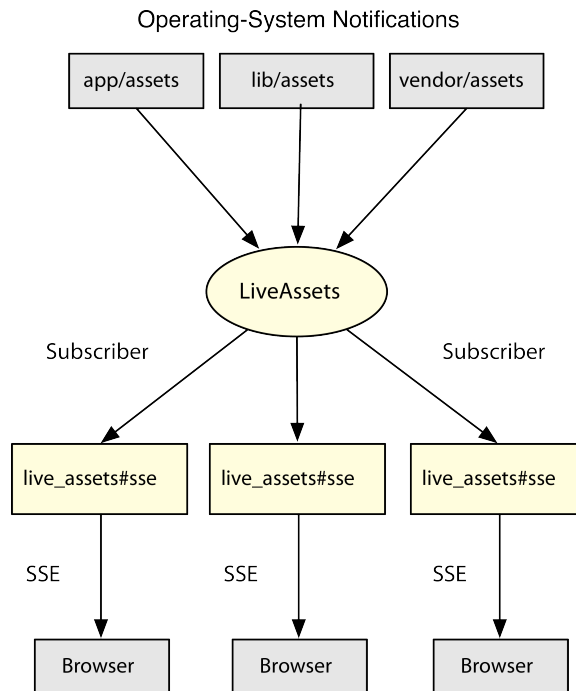 Operating-System Notifications
app/assets
lib/assets
vendor/assets
LiveAssets
Subscriber
Subscriber
live_assets#sse
live_assets#sse
live_assets#sse
SSE
SSE
SSE
Browser
Browser
Browser